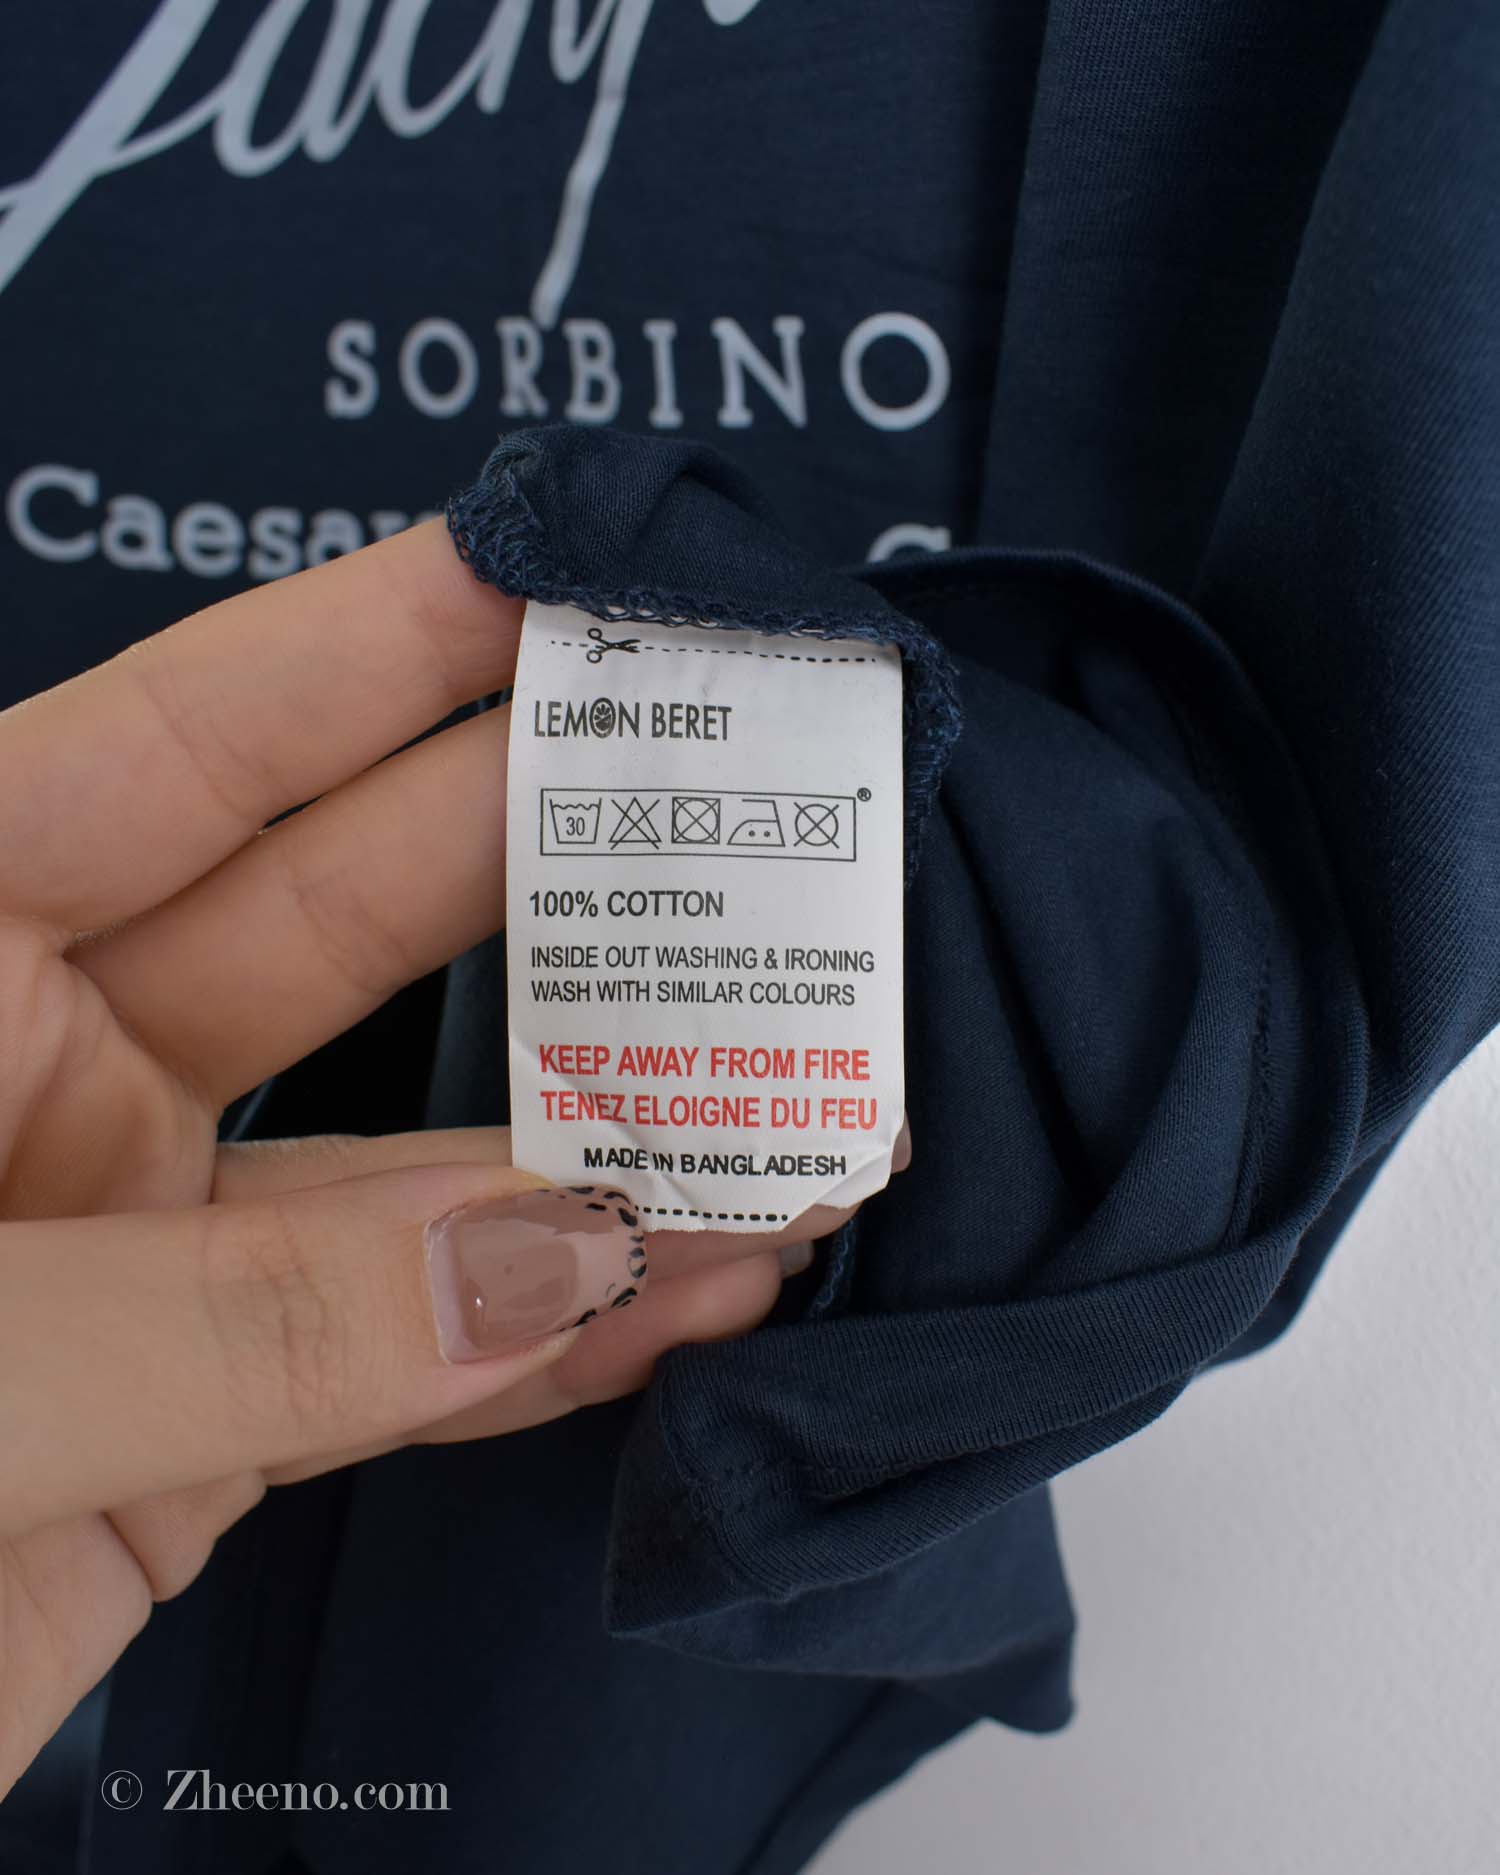 SORBINO
LEMON BERET
30
®
100% COTTON
INSIDE OUT WASHING & IRONING
WASH WITH SIMILAR COLOURS
KEEP AWAY FROM FIRE
TENEZ ELOIGNE DU FEU
MADE IN BANGLADESH
© Zheeno.com